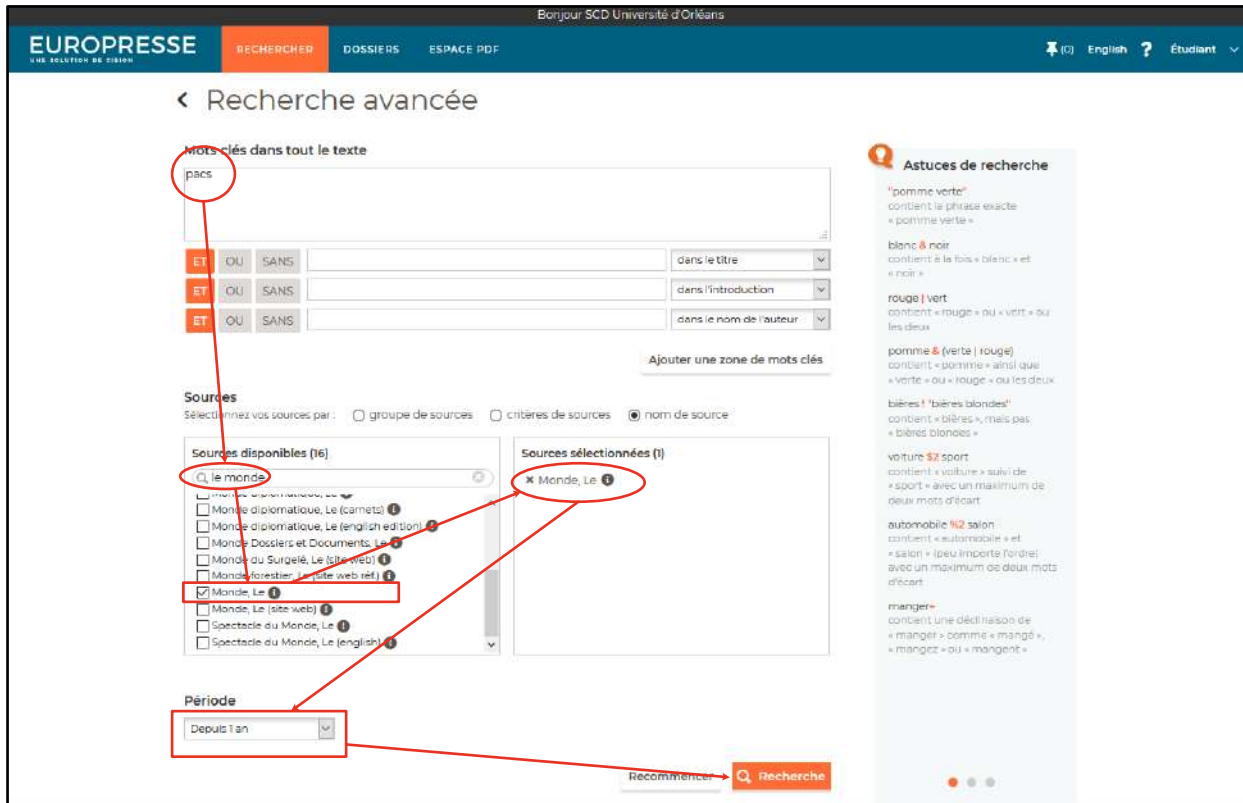 Bonjour SCD Université d'Orléans
EUROPRESSE
UNE SOLUTION DE CISION
RECHERCHER
DOSSIERS
ESPACE PDF
(0)
English
?
Étudiant
Recherche avancée
Mots clés dans tout le texte
pacs
ET OU SANS
dans le titre
ET OU SANS
dans l'introduction
ET OU SANS
dans le nom de l'auteur
Ajouter une zone de mots clés
Sources
Sélectionnez vos sources par : groupe de sources critères de sources nom de source
Sources disponibles (16)
le monde
Monde diplomatique, Le
Monde diplomatique, Le (carnets)
Monde diplomatique, Le (english edition)
Monde Dossiers et Documents, Le
Monde du Surgelé, Le (site web)
Monde forestier, Le (site web réf.)
Monde, Le
Monde, Le (site web)
Spectacle du Monde, Le
Spectacle du Monde, Le (english)
Sources sélectionnées (1)
Monde, Le
Période
Depuis 1 an
Recommencer
Recherche
Astuces de recherche
"pomme verte"
contient la phrase exacte
« pomme verte »
blanc & noir
contient à la fois « blanc » et
« noir »
rouge | vert
contient « rouge » ou « vert » ou
les deux
pomme & (verte | rouge)
contient « pomme » ainsi que
« verte » ou « rouge » ou les deux
bières ! "bières blondes"
contient « bières », mais pas
« bières blondes »
voiture $2 sport
contient « voiture » suivi de
« sport » avec un maximum de
deux mots d'écart
automobile %2 salon
contient « automobile » et
« salon » (peu importe l'ordre)
avec un maximum de deux mots
d'écart
manger+
contient une déclinaison de
« manger » comme « mangé »,
« mangez » ou « mangent »